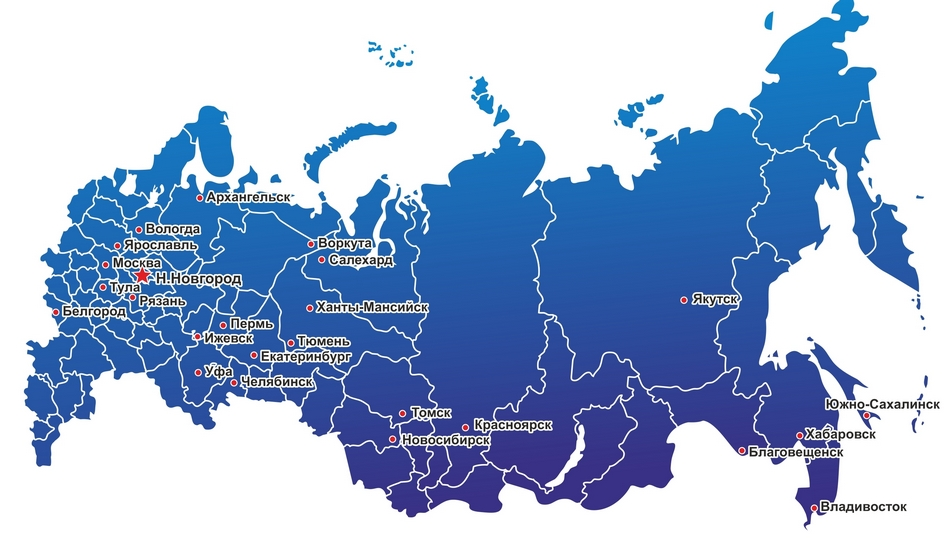 Архангельск
Вологда
Ярославль
Москва
Н.Новгород
Тула
Рязань
Белгород
Воркута
Салехард
Ханты-Мансийск
Якутск
Пермь
Ижевск
Тюмень
Екатеринбург
Уфа
Челябинск
Томск
Красноярск
Новосибирск
Южно-Сахалинск
Хабаровск
Благовещенск
Владивосток